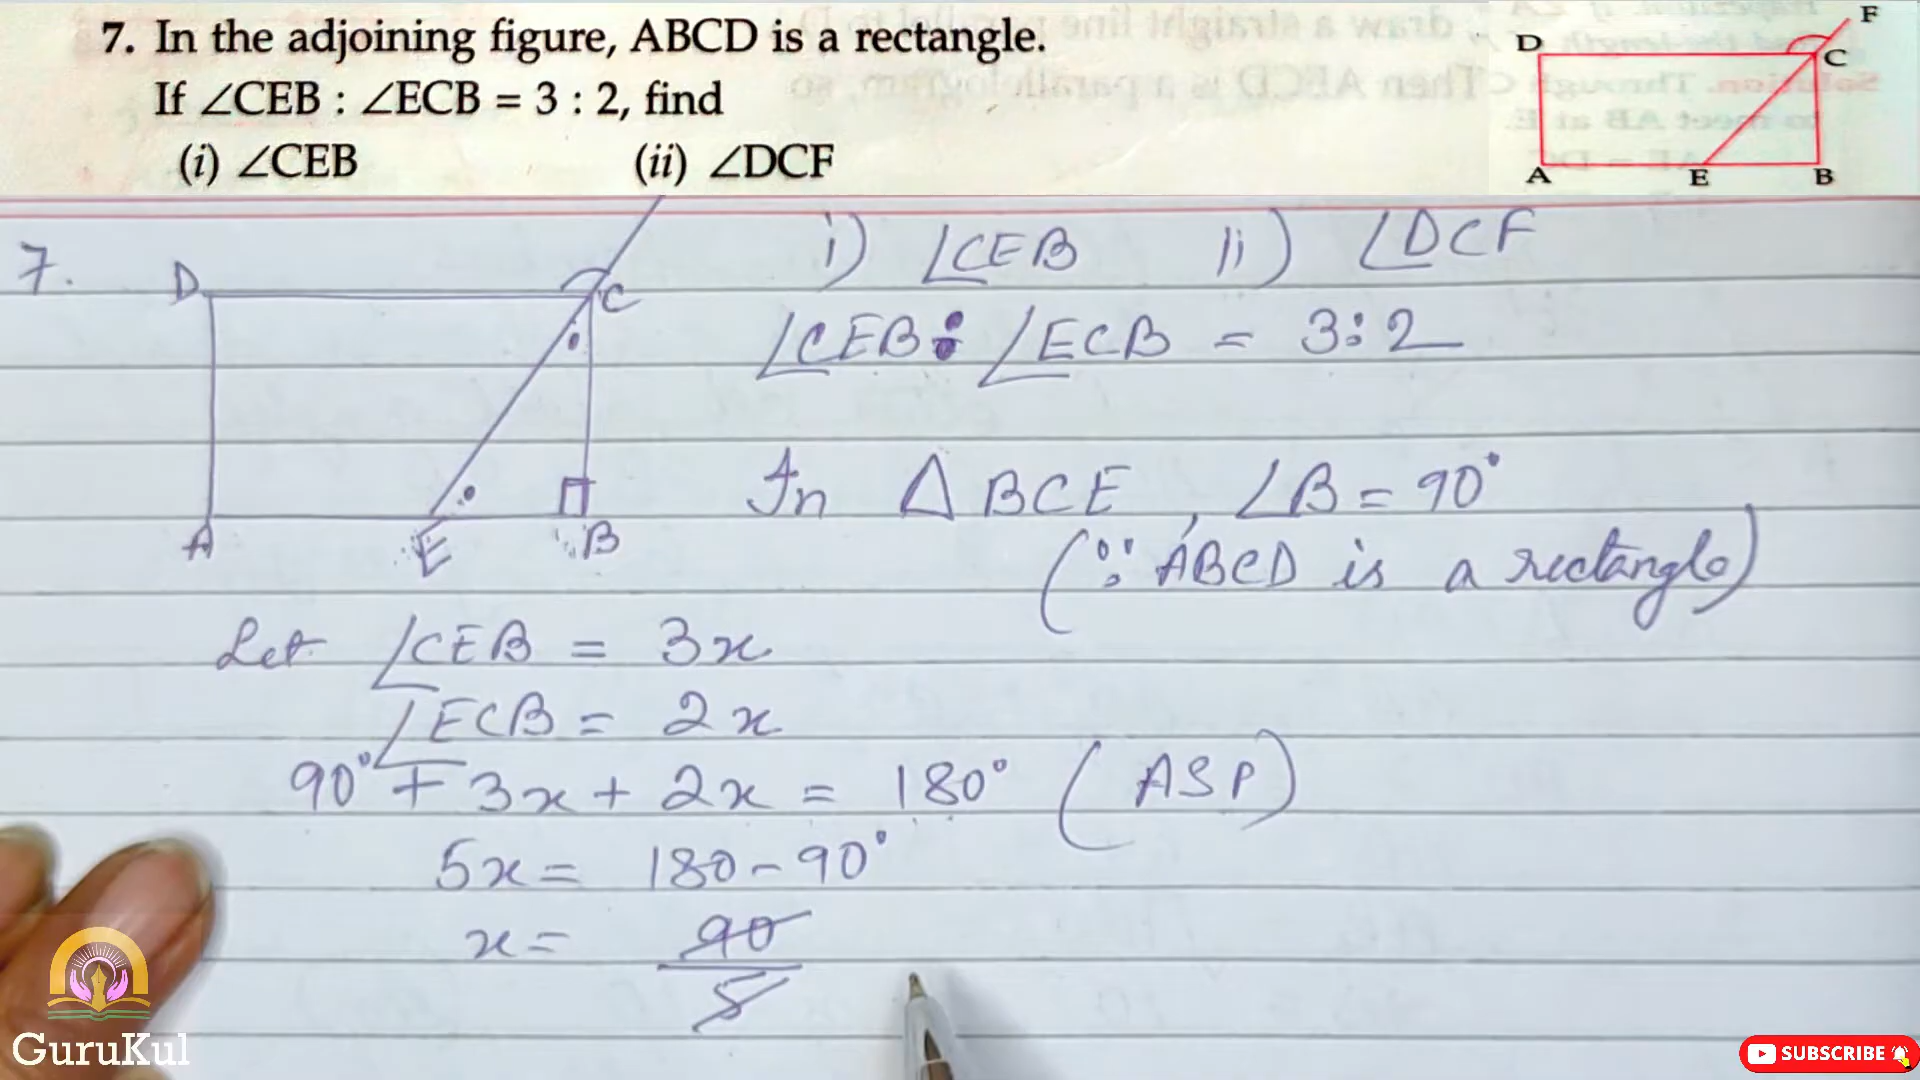 7. In the adjoining figure, ABCD is a rectangle.
If ∠CEB : ∠ECB = 3 : 2, find
(i) ∠CEB (ii) ∠DCF
D C F
A E B
7. i) ∠CEB ii) ∠DCF
D C
∠CEB : ∠ECB = 3:2
In △BCE, ∠B = 90°
A E B
(∵ ABCD is a rectangle)
Let ∠CEB = 3x
∠ECB = 2x
90° + 3x + 2x = 180° (ASP)
5x = 180 - 90°
x = 90/5
GuruKul
SUBSCRIBE